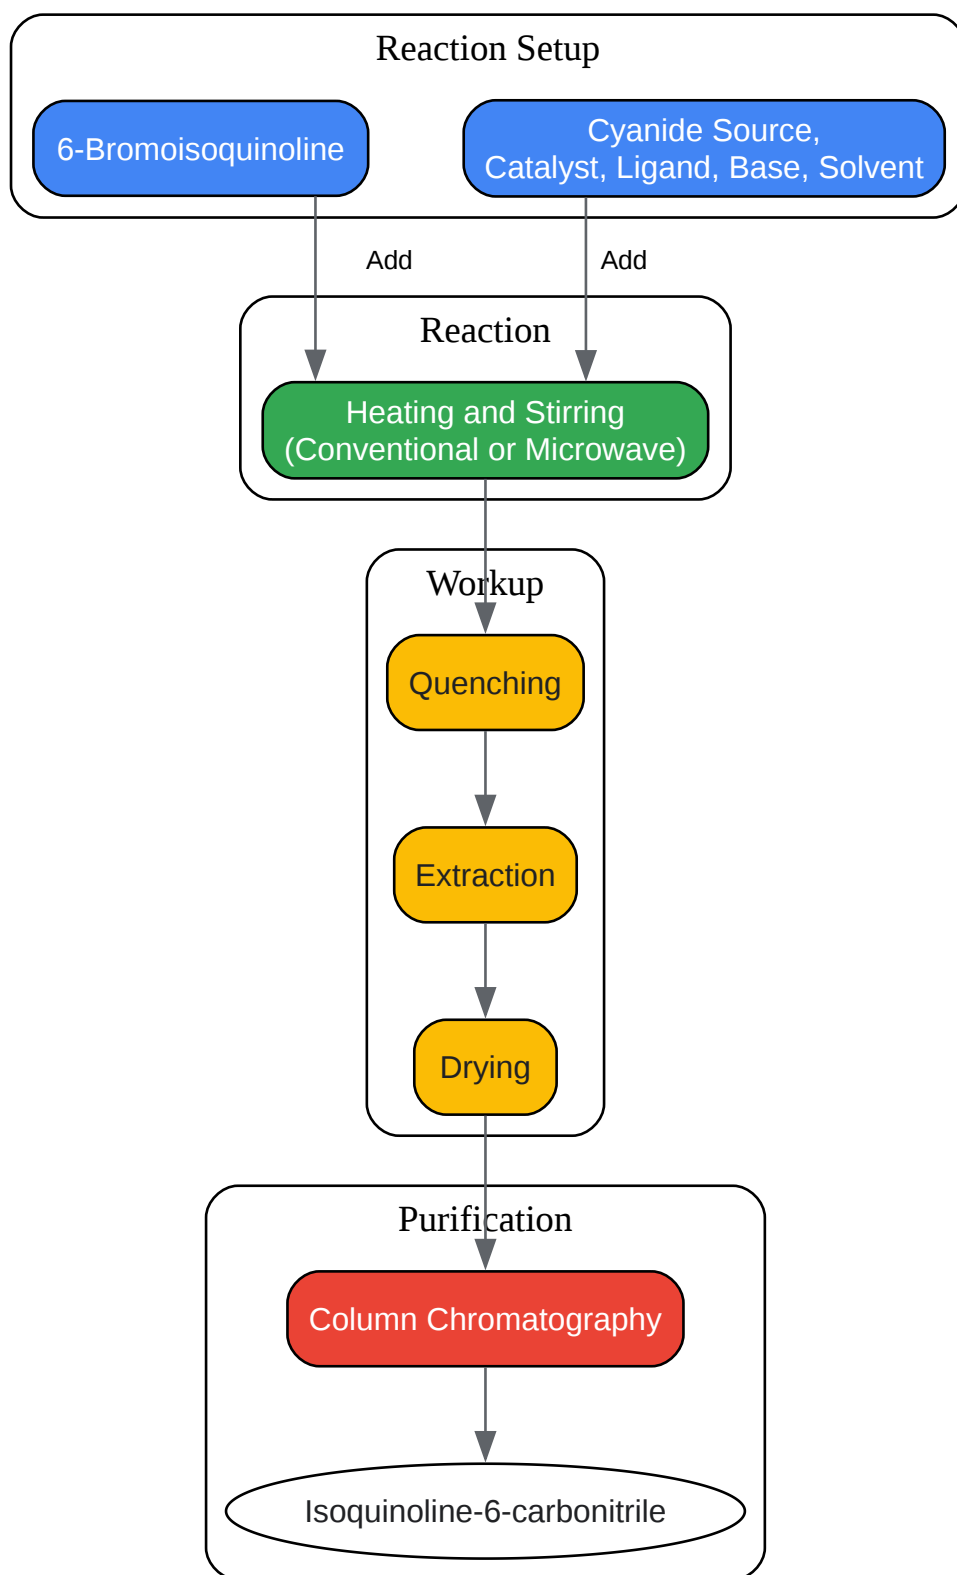 Reaction Setup
6-Bromoisoquinoline
Cyanide Source,
Catalyst, Ligand, Base, Solvent
Add
Add
Reaction
Heating and Stirring
(Conventional or Microwave)
Workup
Quenching
Extraction
Drying
Purification
Column Chromatography
Isoquinoline-6-carbonitrile